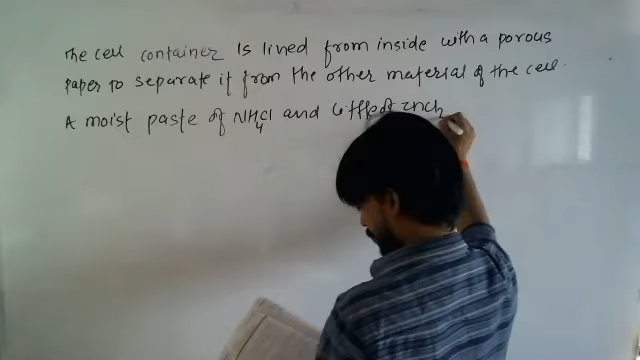 The cell container is lined from inside with a porous
paper to separate it from the other material of the cell.
A moist paste of NH4Cl and